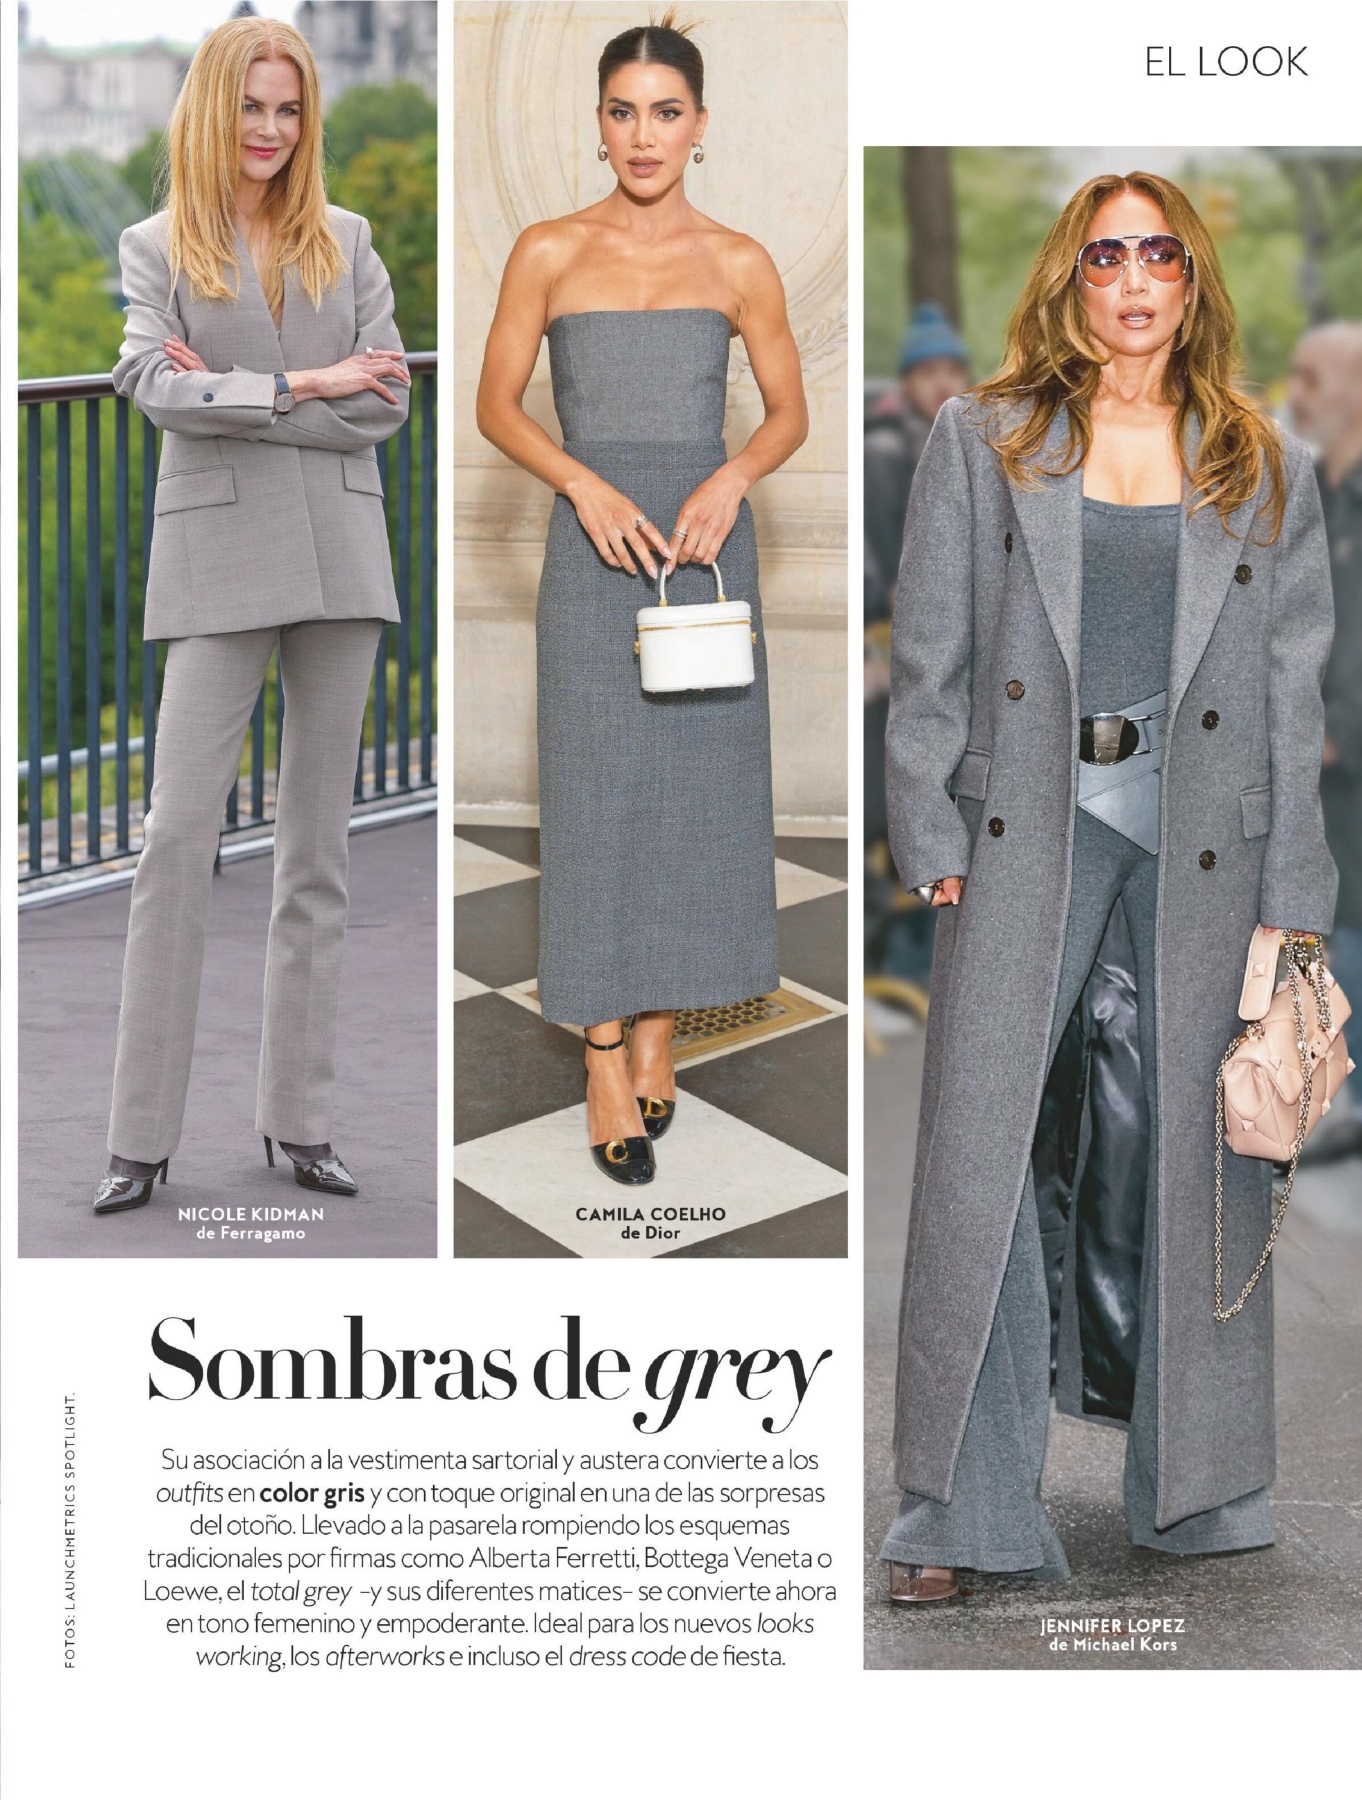 EL LOOK
NICOLE KIDMAN
de Ferragamo
CAMILA COELHO
de Dior
JENNIFER LOPEZ
de Michael Kors
Sombras de grey
Su asociación a la vestimenta sartorial y austera convierte a los
outfits en color gris y con toque original en una de las sorpresas
del otoño. Llevado a la pasarela rompiendo los esquemas
tradicionales por firmas como Alberta Ferretti, Bottega Veneta o
Loewe, el total grey -y sus diferentes matices- se convierte ahora
en tono femenino y empoderante. Ideal para los nuevos looks
working, los afterworks e incluso el dress code de fiesta.
FOTOS: LAUNCHMETRICS SPOTLIGHT.